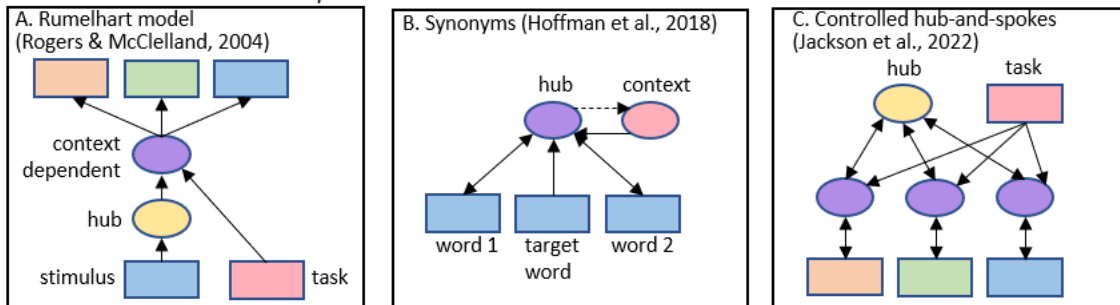 A. Rumelhart model
(Rogers & McClelland, 2004)
context
dependent
hub
stimulus
task
B. Synonyms (Hoffman et al., 2018)
hub
context
word 1
target
word
word 2
C. Controlled hub-and-spokes
(Jackson et al., 2022)
hub
task